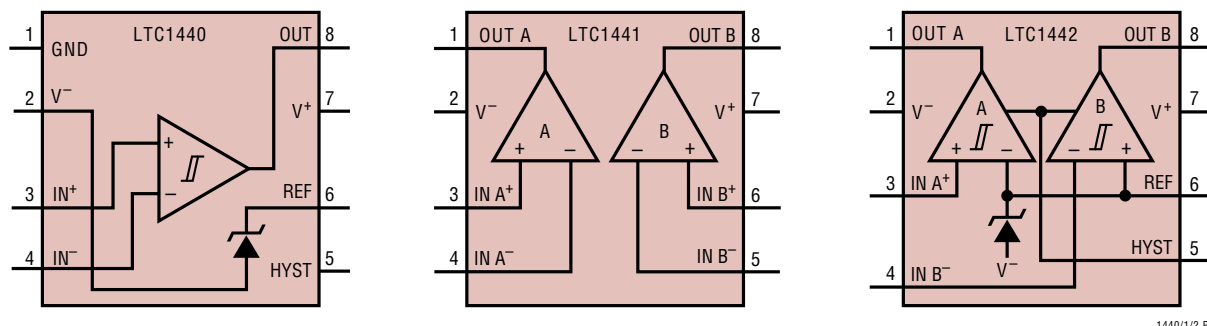 LTC1440
1 GND
OUT 8
2 V−
V+ 7
+
−
3 IN+
REF 6
4 IN−
HYST 5
LTC1441
1 OUT A
OUT B 8
2 V−
V+ 7
A
B
+ −
− +
3 IN A+
IN B+ 6
4 IN A−
IN B− 5
LTC1442
1 OUT A
OUT B 8
2 V−
V+ 7
A
B
+ −
− +
3 IN A+
REF 6
V−
HYST 5
4 IN B−